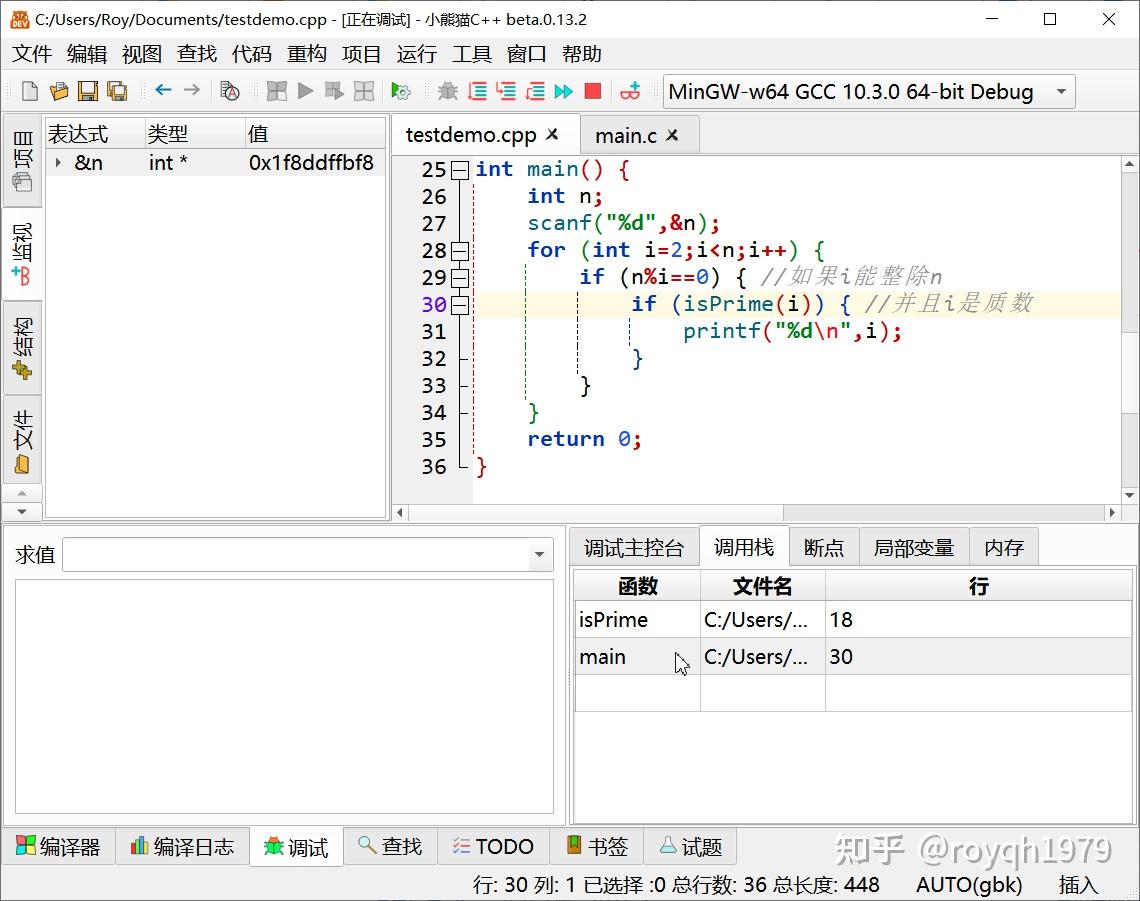 C:/Users/Roy/Documents/testdemo.cpp - [正在调试] - 小熊猫C++ beta.0.13.2
文件 编辑 视图 查找 代码 重构 项目 运行 工具 窗口 帮助
MinGW-w64 GCC 10.3.0 64-bit Debug
项目
监视
结构
文件
表达式 类型 值
&n int * 0x1f8ddffbf8
testdemo.cpp main.c
25 int main() {
26 int n;
27 scanf("%d",&n);
28 for (int i=2;i<n;i++) {
29 if (n%i==0) { //如果i能整除n
30 if (isPrime(i)) { //并且i是质数
31 printf("%d\n",i);
32 }
33 }
34 }
35 return 0;
36 }
求值
调试主控台 调用栈 断点 局部变量 内存
函数 文件名 行
isPrime C:/Users/... 18
main C:/Users/... 30
编译器 编译日志 调试 查找 TODO 书签 试题
知乎 @royqh1979
行: 30 列: 1 已选择 :0 总行数: 36 总长度: 448 AUTO(gbk) 插入